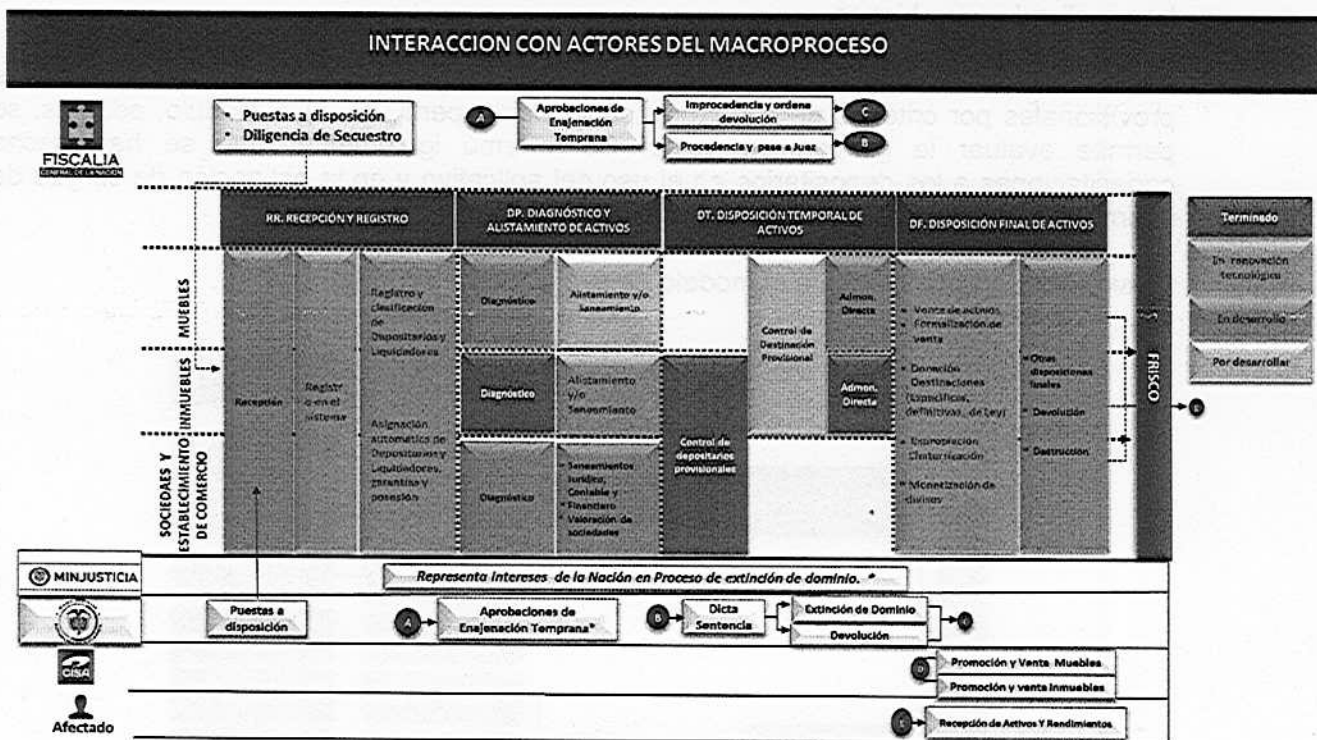 INTERACCION CON ACTORES DEL MACROPROCESO
FISCALIA
GENERAL DE LA NACIÓN
• Puestas a disposición
• Diligencia de Secuestro
A
Aprobaciones de
Enajenación Temprana
Improcedencia y ordene
devolución
C
Procedencia y pase a Juez
B
RR. RECEPCIÓN Y REGISTRO
DP. DIAGNÓSTICO Y
ALISTAMIENTO DE ACTIVOS
DT. DISPOSICIÓN TEMPORAL DE
ACTIVOS
DF. DISPOSICIÓN FINAL DE ACTIVOS
MUEBLES
INMUEBLES
SOCIEDAES Y
ESTABLECIMIENTO
DE COMERCIO
Recepción
Registr
o en el
sistema
Registro y
clasificación
de
Depositarios y
Liquidadores
Asignación
automática de
Depositarios y
Liquidadores,
garantías y
posesión
Diagnóstico
Alistamiento y/o
Saneamiento
Diagnóstico
Alistamiento
y/o
Saneamiento
Diagnóstico
• Saneamientos
Jurídico,
Contable y
• Financiero
• Valoración de
sociedades
Control de
depositarios
provisionales
Control de
Destinación
Provisional
Admon.
Directa
Admon.
Directa
• Venta de activos
• Formalización de
venta
• Donación
Destinaciones
(Específicas,
definitivas, de Ley)
• Enajenación
Chatarrización
• Monetización de
divisas
• Otras
disposiciones
finales
• Devolución
• Destrucción
FRISCO
Terminado
En renovación
tecnológica
En desarrollo
Por desarrollar
MINJUSTICIA
Representa Intereses de la Nación en Proceso de extinción de dominio. *
Puestas a
disposición
A
Aprobaciones de
Enajenación Temprana*
B
Dicta
Sentencia
Extinción de Dominio
Devolución
CISA
D
Promoción y Venta Muebles
Promoción y venta Inmuebles
Afectado
Recepción de Activos Y Rendimientos